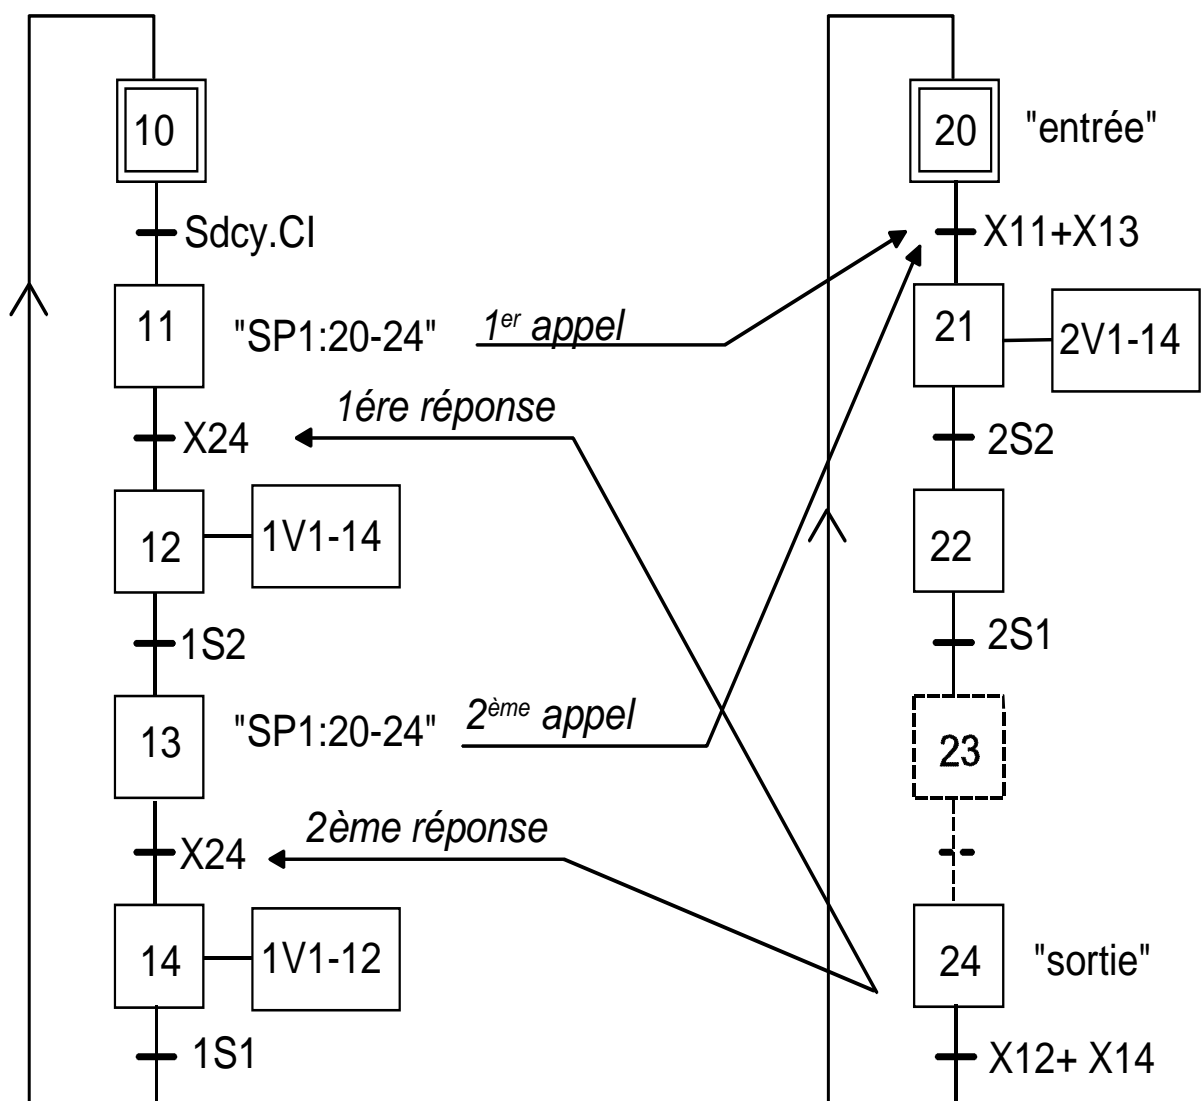 10
Sdcy.CI
11
"SP1:20-24"
1er appel
1ére réponse
X24
12
1V1-14
1S2
13
"SP1:20-24"
2ème appel
2ème réponse
X24
14
1V1-12
1S1
20
"entrée"
X11+X13
21
2V1-14
2S2
22
2S1
23
24
"sortie"
X12+ X14